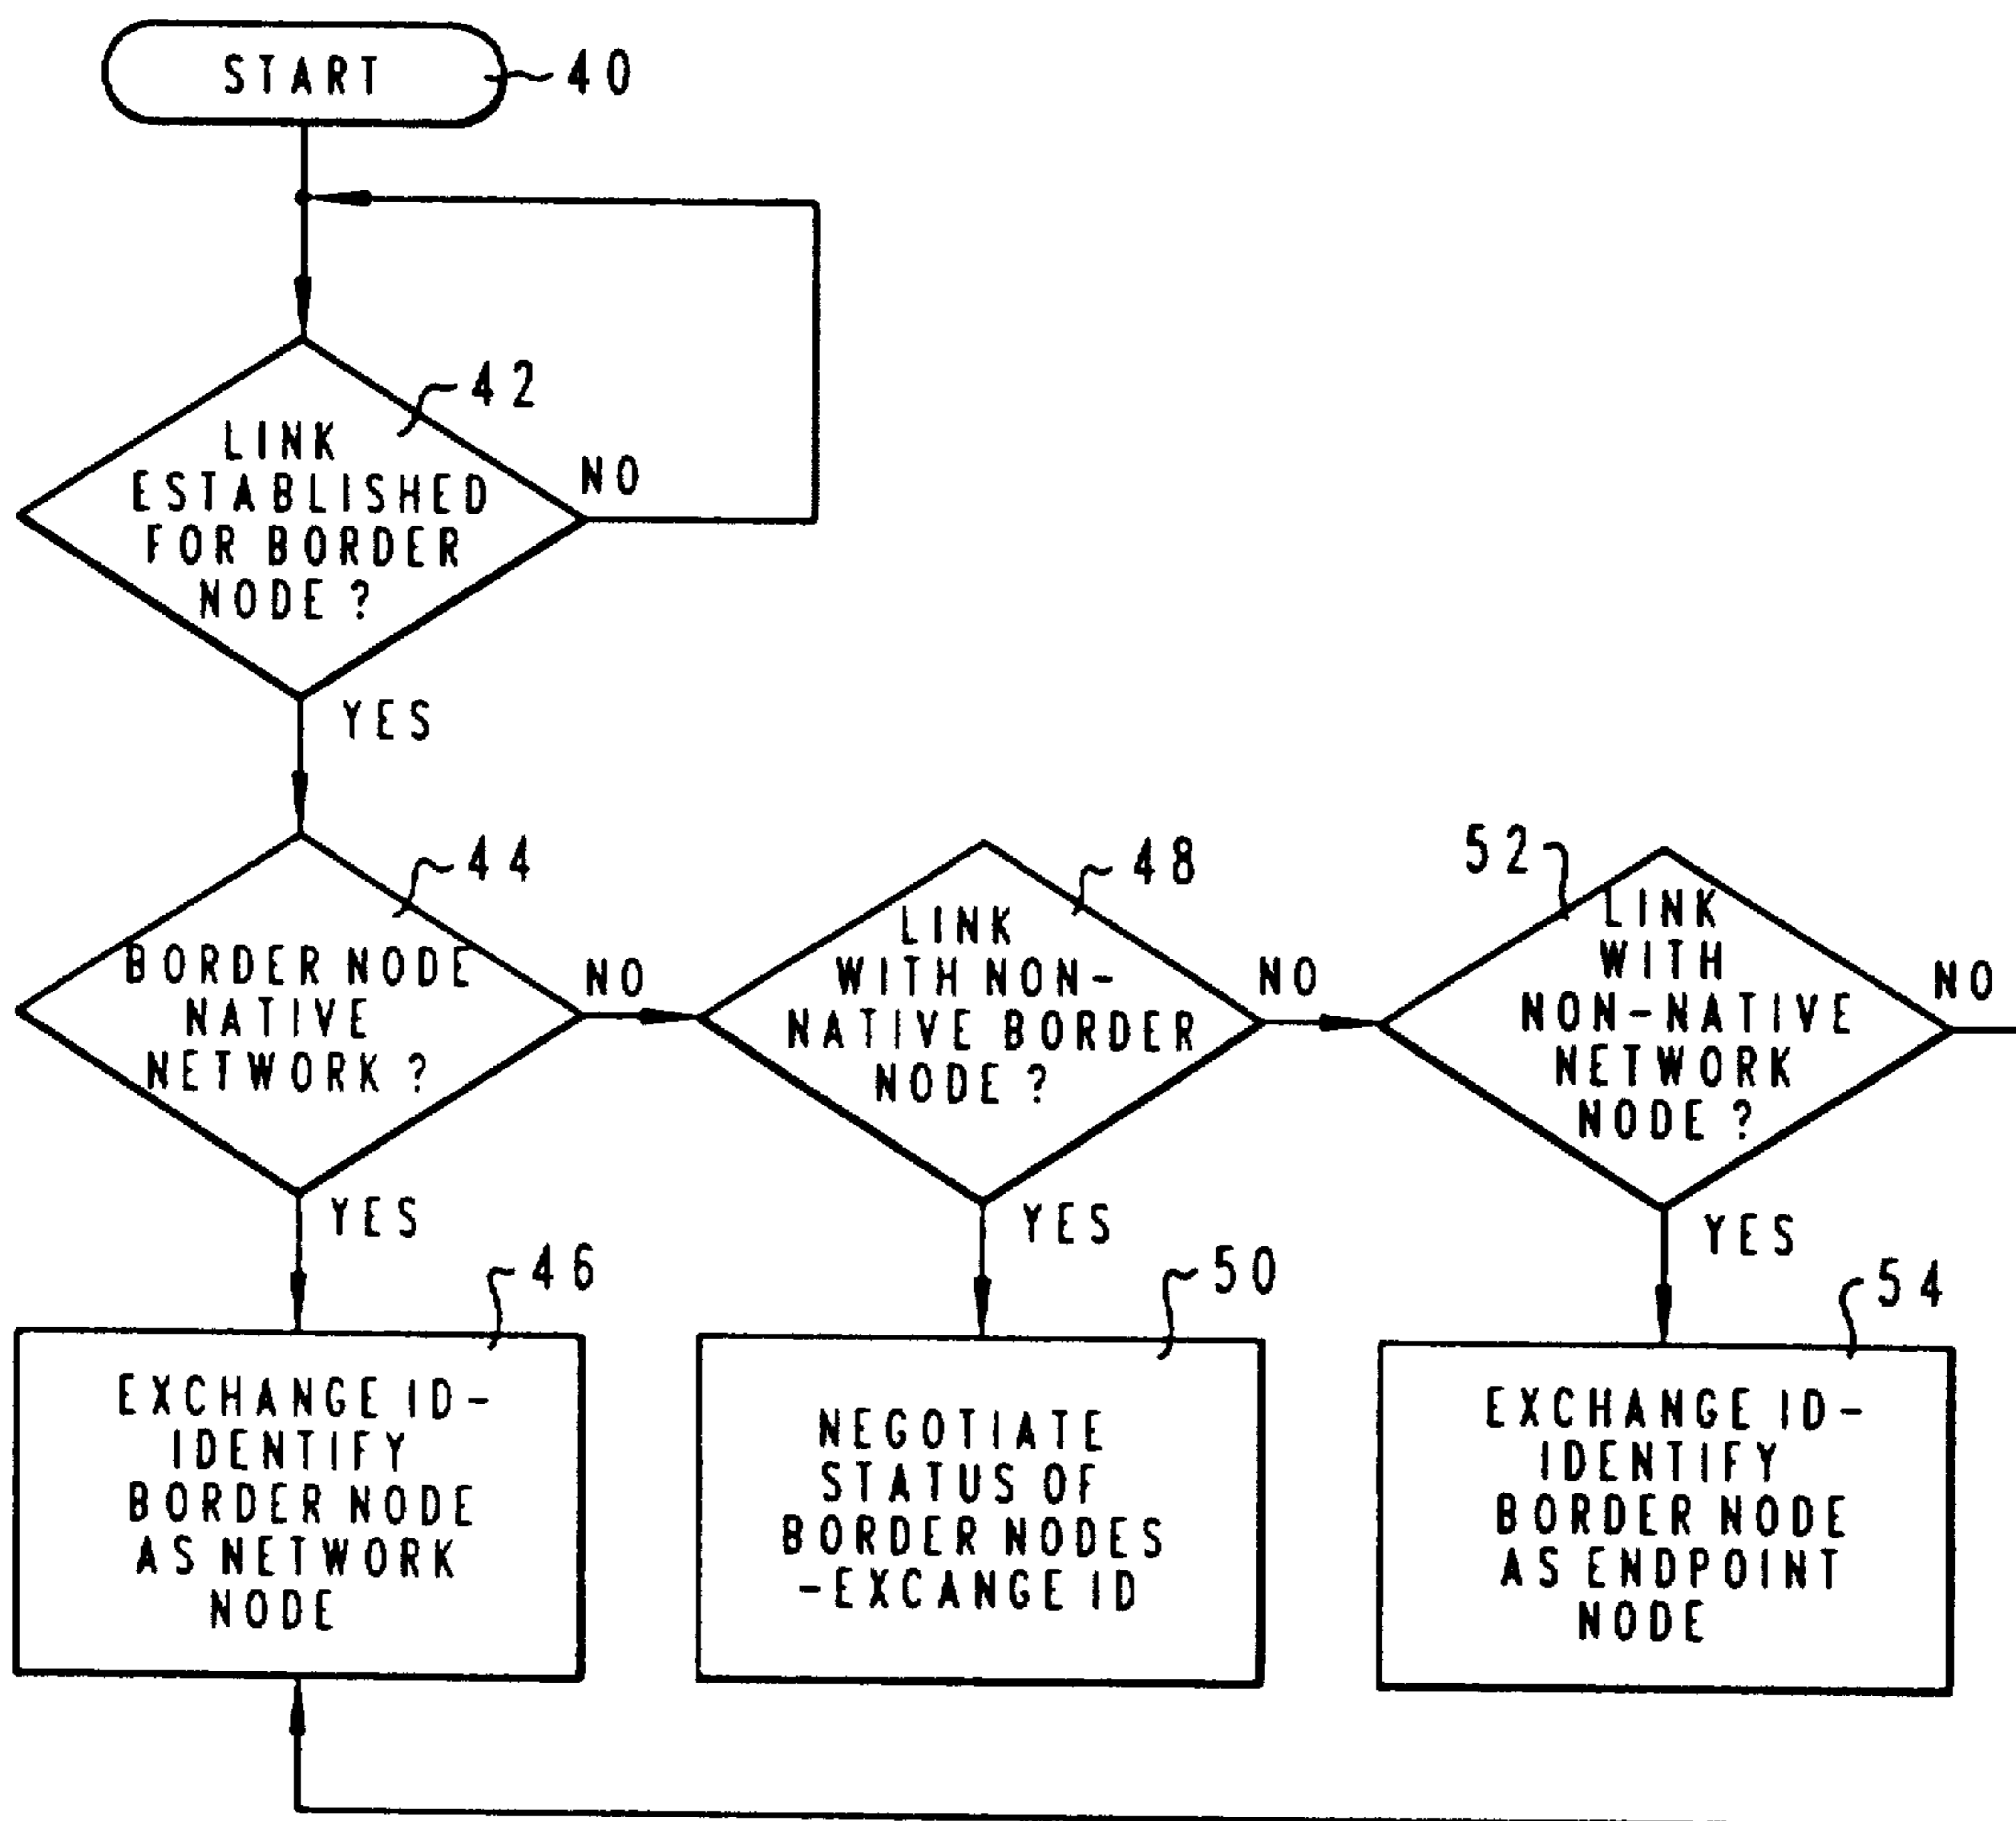 START
40
42
LINK
ESTABLISHED
FOR BORDER
NODE?
NO
YES
44
BORDER NODE
NATIVE
NETWORK?
NO
YES
48
LINK
WITH NON-
NATIVE BORDER
NODE?
NO
YES
52
LINK
WITH
NON-NATIVE
NETWORK
NODE?
NO
YES
46
EXCHANGE ID-
IDENTIFY
BORDER NODE
AS NETWORK
NODE
50
NEGOTIATE
STATUS OF
BORDER NODES
-EXCANGE ID
54
EXCHANGE ID-
IDENTIFY
BORDER NODE
AS ENDPOINT
NODE